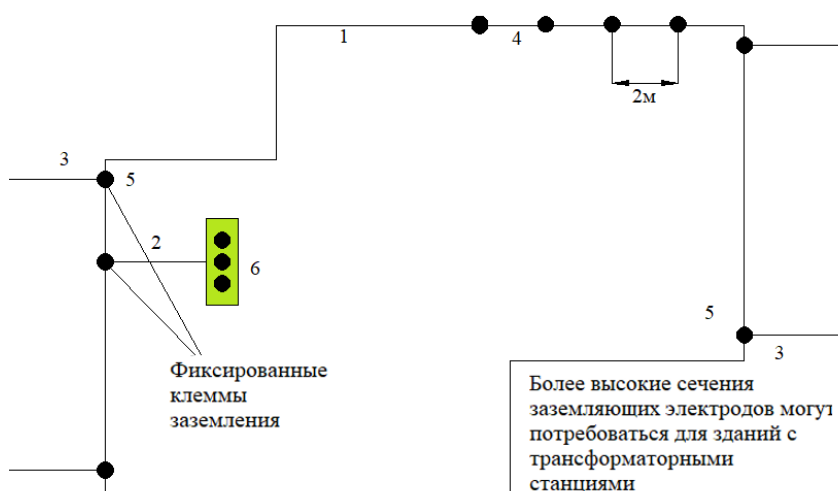 1
4
2м
3
5
2
6
5
3
Фиксированные
клеммы
заземления
Более высокие сечения
заземляющих электродов могут
потребоваться для зданий с
трансформаторными
станциями